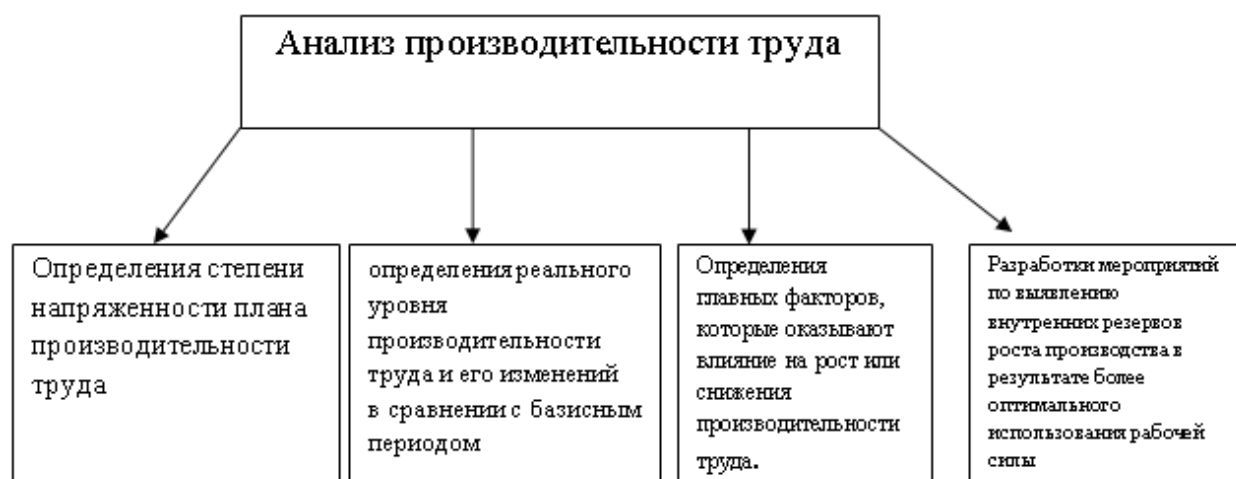 Анализ производительности труда
Определения степени
напряженности плана
производительности
труда
определения реального
уровня
производительности
труда и его изменений
в сравнении с базисным
периодом
Определения
главных факторов,
которые оказывают
влияние на рост или
снижения
производительности
труда.
Разработки мероприятий
по выявлению
внутренних резервов
роста производства в
результате более
оптимального
использования рабочей
силы